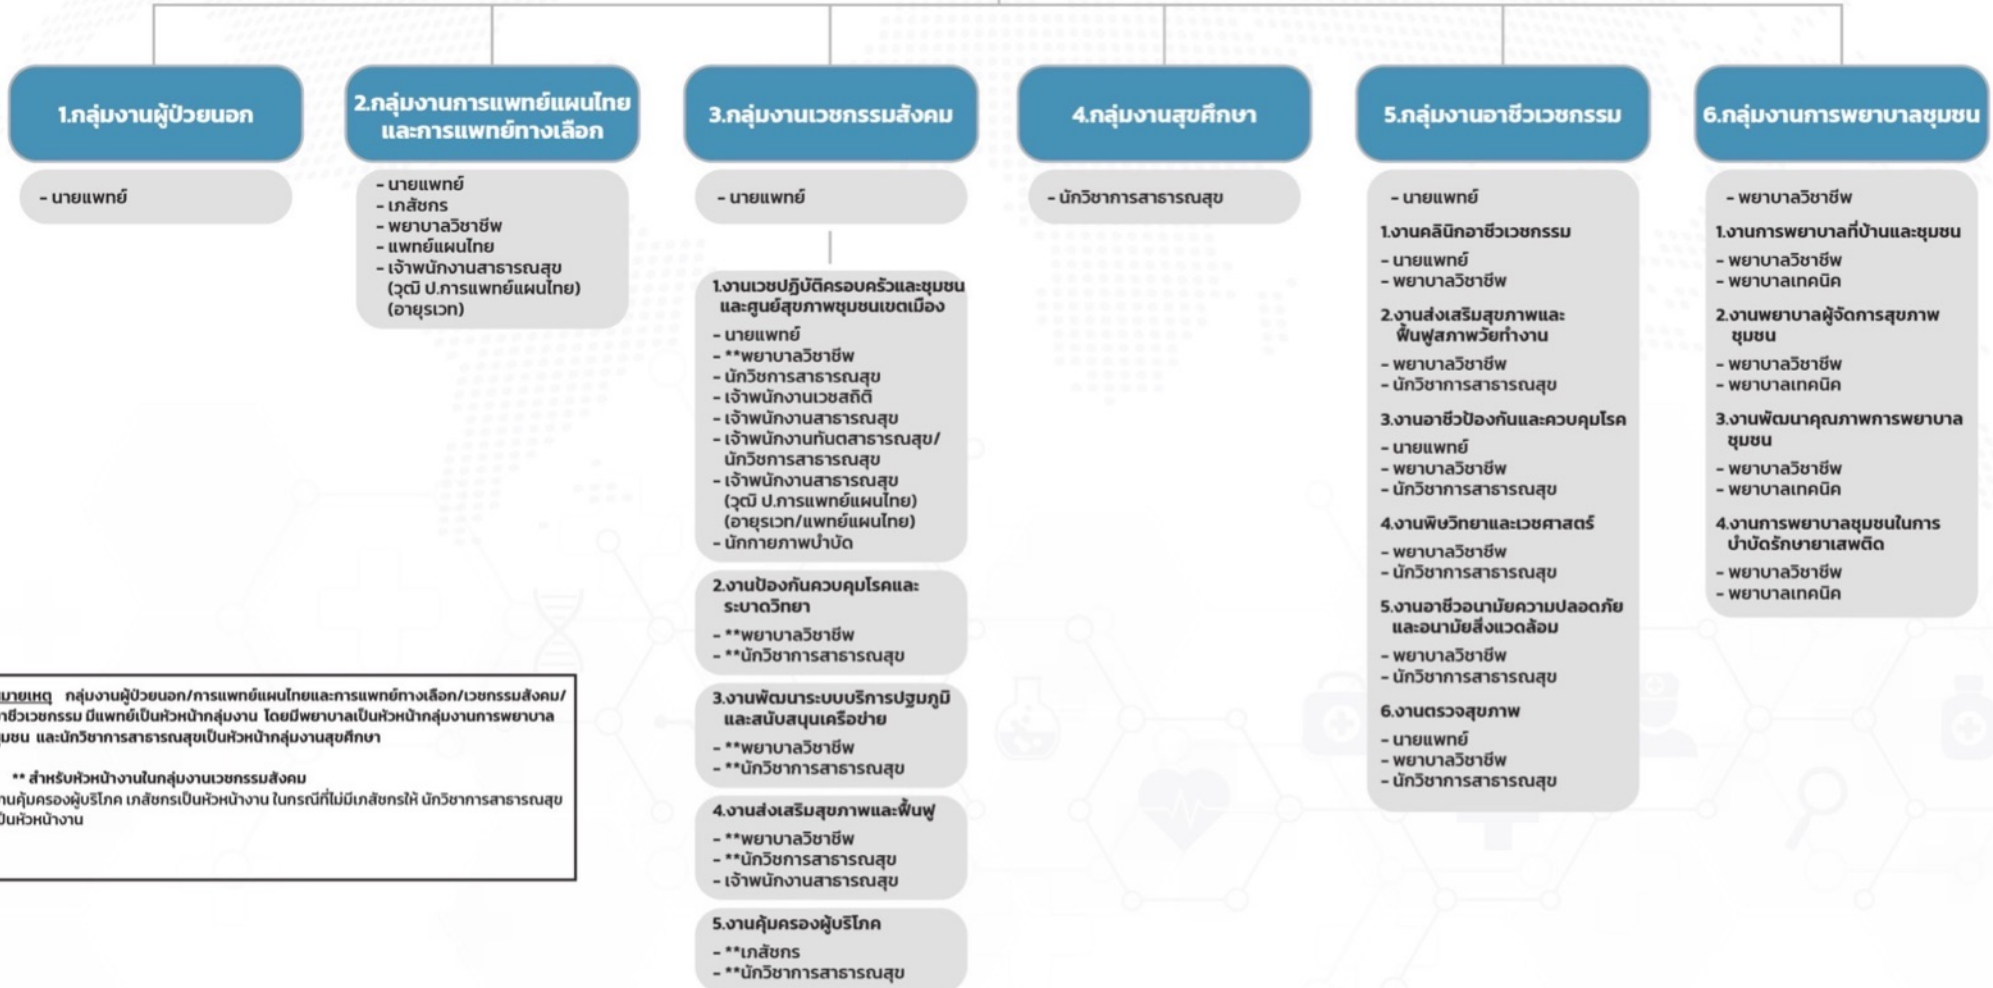 1.กลุ่มงานผู้ป่วยนอก
- นายแพทย์
2.กลุ่มงานการแพทย์แผนไทย
และการแพทย์ทางเลือก
- นายแพทย์
- เภสัชกร
- พยาบาลวิชาชีพ
- แพทย์แผนไทย
- เจ้าพนักงานสาธารณสุข
(วุฒิ ป.การแพทย์แผนไทย)
(อายุรเวท)
3.กลุ่มงานเวชกรรมสังคม
- นายแพทย์
1.งานเวชปฏิบัติครอบครัวและชุมชน
และศูนย์สุขภาพชุมชนเขตเมือง
- นายแพทย์
- **พยาบาลวิชาชีพ
- นักวิชการสาธารณสุข
- เจ้าพนักงานเวชสถิติ
- เจ้าพนักงานสาธารณสุข
- เจ้าพนักงานทันตสาธารณสุข/
นักวิชการสาธารณสุข
- เจ้าพนักงานสาธารณสุข
(วุฒิ ป.การแพทย์แผนไทย)
(อายุรเวท/แพทย์แผนไทย)
- นักกายภาพบำบัด
2.งานป้องกันควบคุมโรคและ
ระบาดวิทยา
- **พยาบาลวิชาชีพ
- **นักวิชาการสาธารณสุข
3.งานพัฒนาระบบบริการปฐมภูมิ
และสนับสนุนเครือข่าย
- **พยาบาลวิชาชีพ
- **นักวิชาการสาธารณสุข
4.งานส่งเสริมสุขภาพและฟื้นฟู
- **พยาบาลวิชาชีพ
- **นักวิชการสาธารณสุข
- เจ้าพนักงานสาธารณสุข
5.งานคุ้มครองผู้บริโภค
- **เภสัชกร
- **นักวิชาการสาธารณสุข
4.กลุ่มงานสุขศึกษา
- นักวิชาการสาธารณสุข
5.กลุ่มงานอาชีวเวชกรรม
- นายแพทย์
1.งานคลินิกอาชีวเวชกรรม
- นายแพทย์
- พยาบาลวิชาชีพ
2.งานส่งเสริมสุขภาพและ
ฟื้นฟูสภาพวัยทำงาน
- พยาบาลวิชาชีพ
- นักวิชาการสาธารณสุข
3.งานอาชีวป้องกันและควบคุมโรค
- นายแพทย์
- พยาบาลวิชาชีพ
- นักวิชาการสาธารณสุข
4.งานพิษวิทยาและเวชศาสตร์
- พยาบาลวิชาชีพ
- นักวิชาการสาธารณสุข
5.งานอาชีวอนามัยความปลอดภัย
และอนามัยสิ่งแวดล้อม
- พยาบาลวิชาชีพ
- นักวิชาการสาธารณสุข
6.งานตรวจสุขภาพ
- นายแพทย์
- พยาบาลวิชาชีพ
- นักวิชาการสาธารณสุข
6.กลุ่มงานการพยาบาลชุมชน
- พยาบาลวิชาชีพ
1.งานการพยาบาลที่บ้านและชุมชน
- พยาบาลวิชาชีพ
- พยาบาลเทคนิค
2.งานพยาบาลผู้จัดการสุขภาพ
ชุมชน
- พยาบาลวิชาชีพ
- พยาบาลเทคนิค
3.งานพัฒนาคุณภาพการพยาบาล
ชุมชน
- พยาบาลวิชาชีพ
- พยาบาลเทคนิค
4.งานการพยาบาลชุมชนในการ
บำบัดรักษายาเสพติด
- พยาบาลวิชาชีพ
- พยาบาลเทคนิค
มายเหตุ กลุ่มงานผู้ป่วยนอก/การแพทย์แผนไทยและการแพทย์ทางเลือก/เวชกรรมสังคม/
าชีวเวชกรรม มีแพทย์เป็นหัวหน้ากลุ่มงาน โดยมีพยาบาลเป็นหัวหน้ากลุ่มงานการพยาบาล
ุมชน และนักวิชาการสาธารณสุขเป็นหัวหน้ากลุ่มงานสุขศึกษา
** สำหรับหัวหน้างานในกลุ่มงานเวชกรรมสังคม
านคุ้มครองผู้บริโภค เภสัชกรเป็นหัวหน้างาน ในกรณีที่ไม่มีเภสัชกรให้ นักวิชาการสาธารณสุข
ป็นหัวหน้างาน